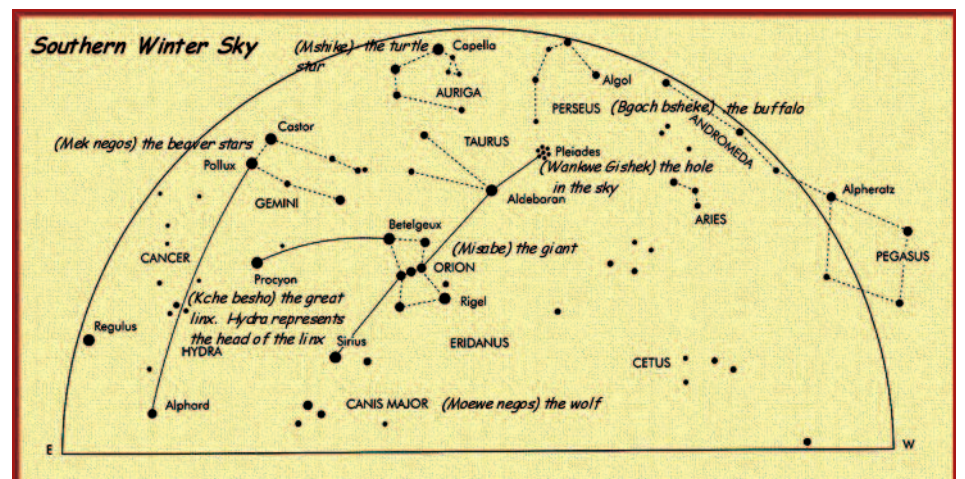 Southern Winter Sky
(Mshike) the turtle
star
Capella
AURIGA
Algol
PERSEUS
(Bgoch bsheke) the buffalo
ANDROMEDA
Castor
(Mek negos) the beaver stars
Pollux
GEMINI
TAURUS
Pleiades
(Wankwe Gishek) the hole
in the sky
Aldebaran
ARIES
Alpheratz
PEGASUS
Betelgeux
(Misabe) the giant
ORION
CANCER
Procyon
(Kche besho) the great
linx. Hydra represents
the head of the linx
Rigel
Regulus
HYDRA
Sirius
ERIDANUS
CETUS
Alphard
CANIS MAJOR
(Moewe negos) the wolf
E
W